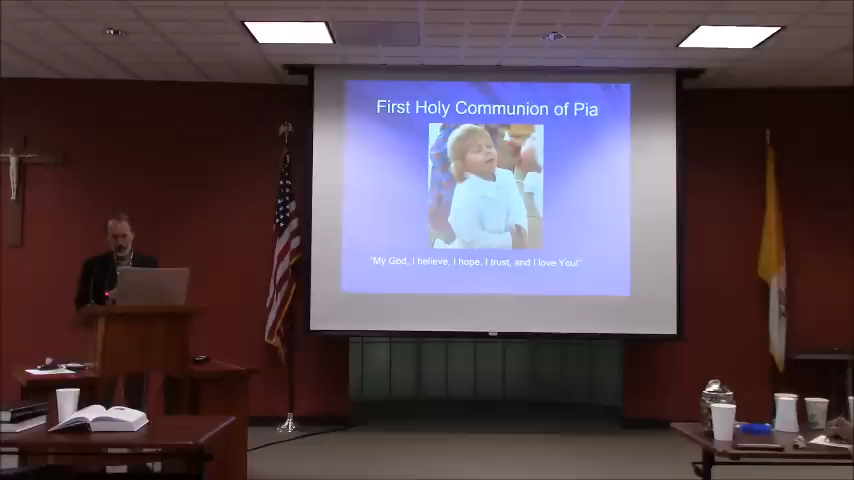 First Holy Communion of Pia
"My God, I believe, I hope, I trust, and I love You!"